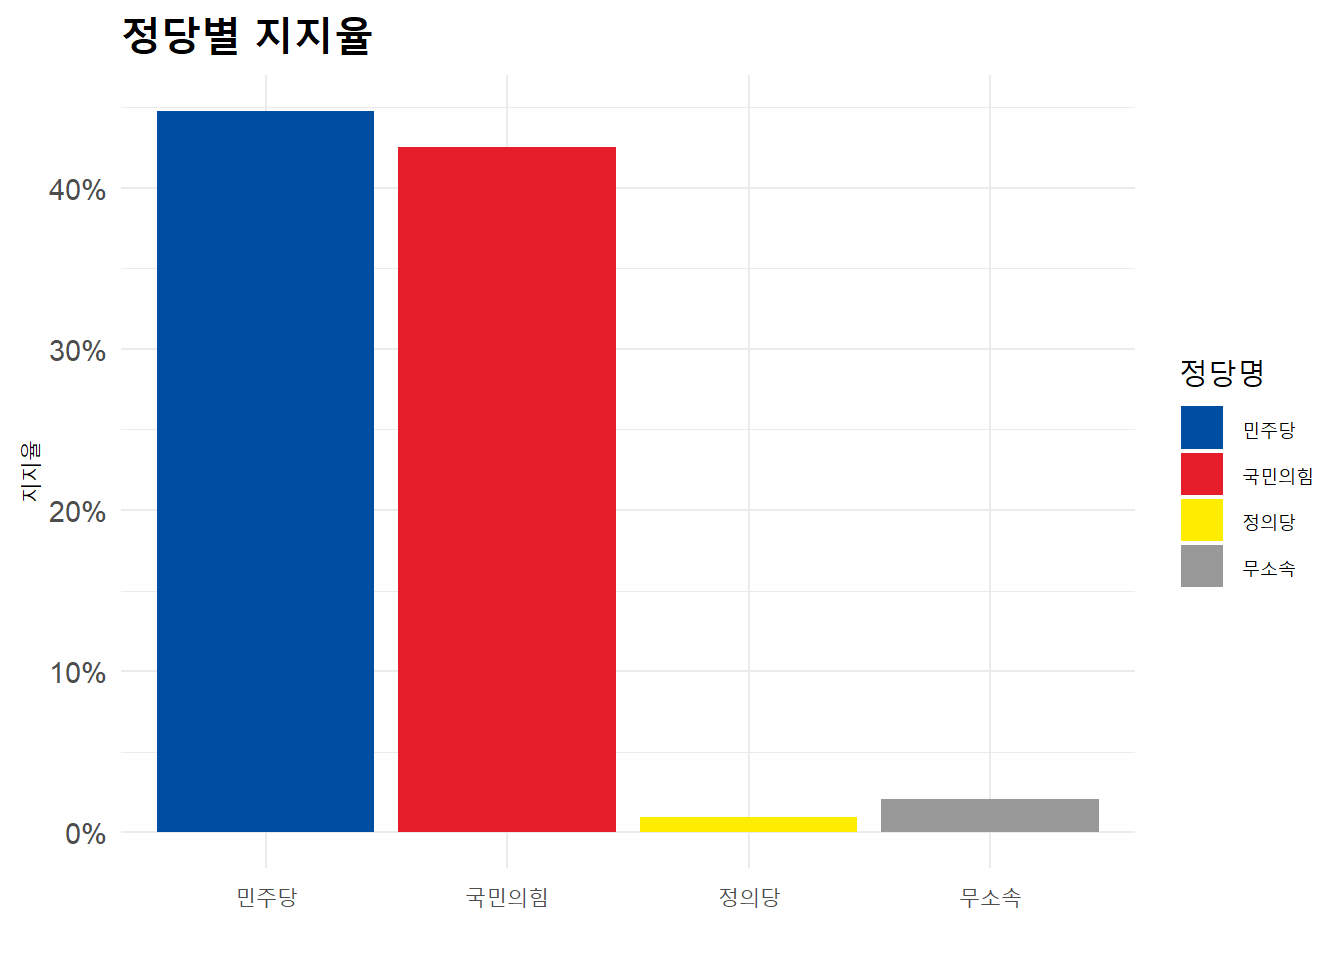 정당별 지지율
지지율
40%
30%
20%
10%
0%
민주당
국민의힘
정의당
무소속
정당명
민주당
국민의힘
정의당
무소속